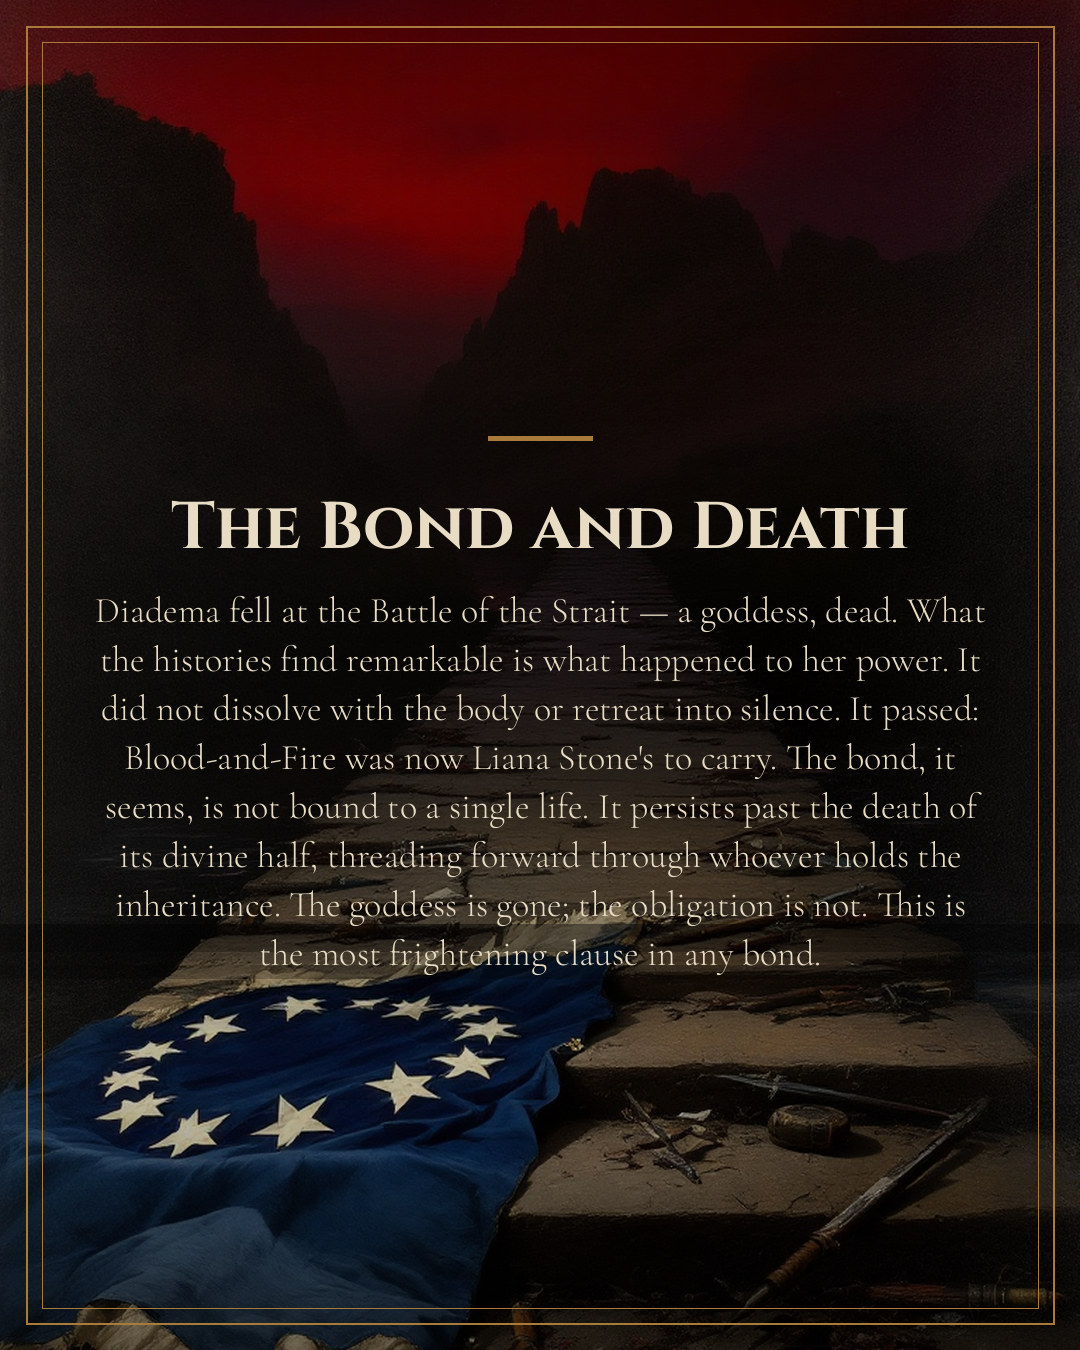 The Bond and Death
Diadema fell at the Battle of the Strait — a goddess, dead. What
the histories find remarkable is what happened to her power. It
did not dissolve with the body or retreat into silence. It passed:
Blood-and-Fire was now Liana Stone's to carry. The bond, it
seems, is not bound to a single life. It persists past the death of
its divine half, threading forward through whoever holds the
inheritance. The goddess is gone; the obligation is not. This is
the most frightening clause in any bond.